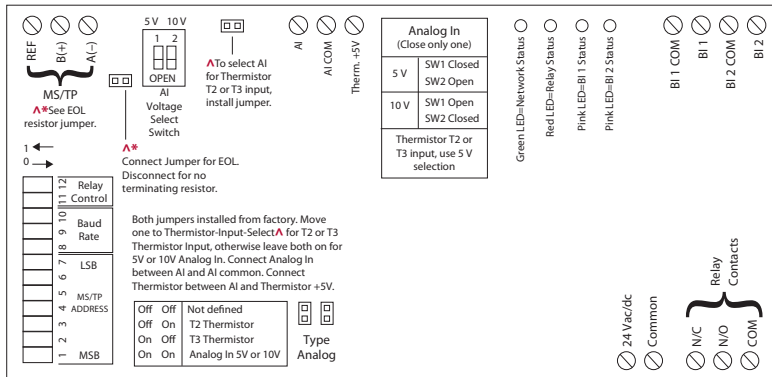 REF
B(+)
A(-)
MS/TP
^*See EOL
resistor jumper.
1
0
5 V 10 V
1 2
OPEN
AI
Voltage
Select
Switch
^To select AI
for Thermistor
T2 or T3 input,
install jumper.
^*
Connect Jumper for EOL.
Disconnect for no
terminating resistor.
AI
AI COM
Therm. +5V
Analog In
(Close only one)
5 V
SW1 Closed
SW2 Open
10 V
SW1 Open
SW2 Closed
Thermistor T2 or
T3 input, use 5 V
selection
Green LED=Network Status
Red LED=Relay Status
Pink LED=BI 1 Status
Pink LED=BI 2 Status
BI 1 COM
BI 1
BI 2 COM
BI 2
12
11
Relay
Control
10
9
8
Baud
Rate
7
6
5
4
3
2
1
LSB
MS/TP
ADDRESS
MSB
Both jumpers installed from factory. Move
one to Thermistor-Input-Select^ for T2 or T3
Thermistor Input, otherwise leave both on for
5V or 10V Analog In. Connect Analog In
between AI and AI common. Connect
Thermistor between AI and Thermistor +5V.
Off Off Not defined
Off On T2 Thermistor
On Off T3 Thermistor
On On Analog In 5V or 10V
Type
Analog
24 Vac/dc
Common
Relay
Contacts
N/C
N/O
COM